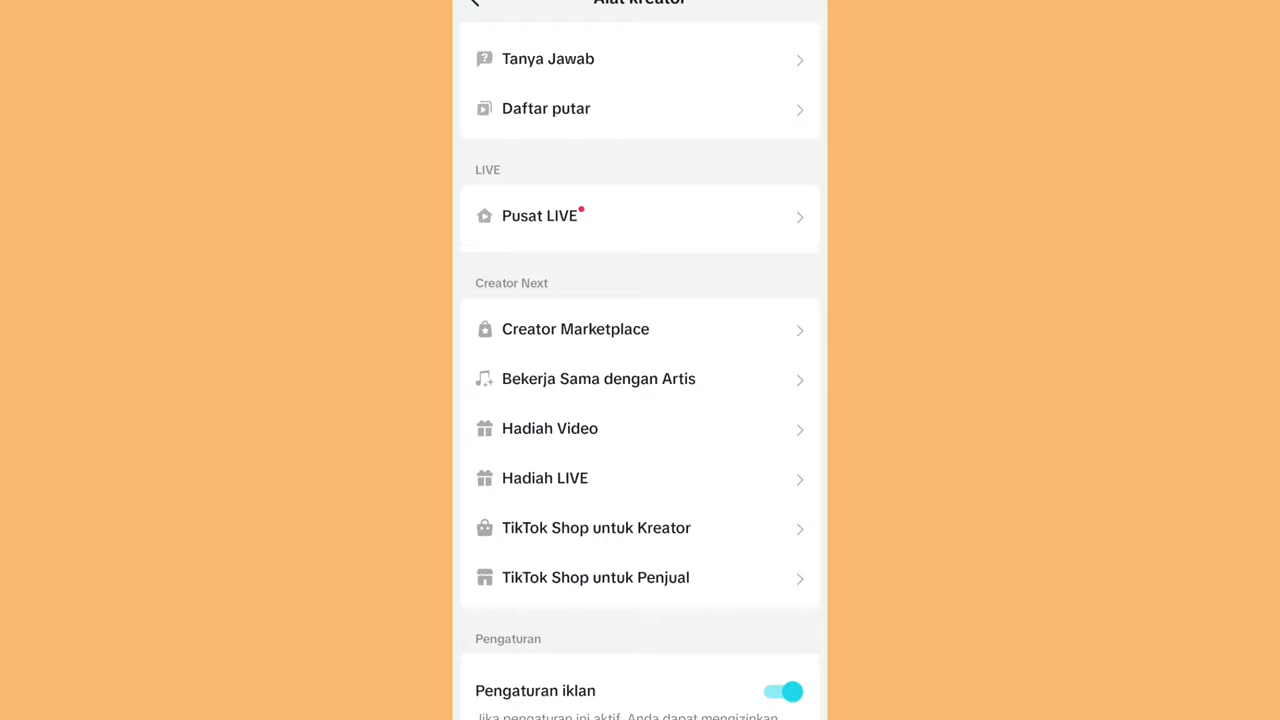 Alat kreator
Tanya Jawab
Daftar putar
LIVE
Pusat LIVE
Creator Next
Creator Marketplace
Bekerja Sama dengan Artis
Hadiah Video
Hadiah LIVE
TikTok Shop untuk Kreator
TikTok Shop untuk Penjual
Pengaturan
Pengaturan iklan
Jika pengaturan ini aktif, Anda dapat mengizinkan